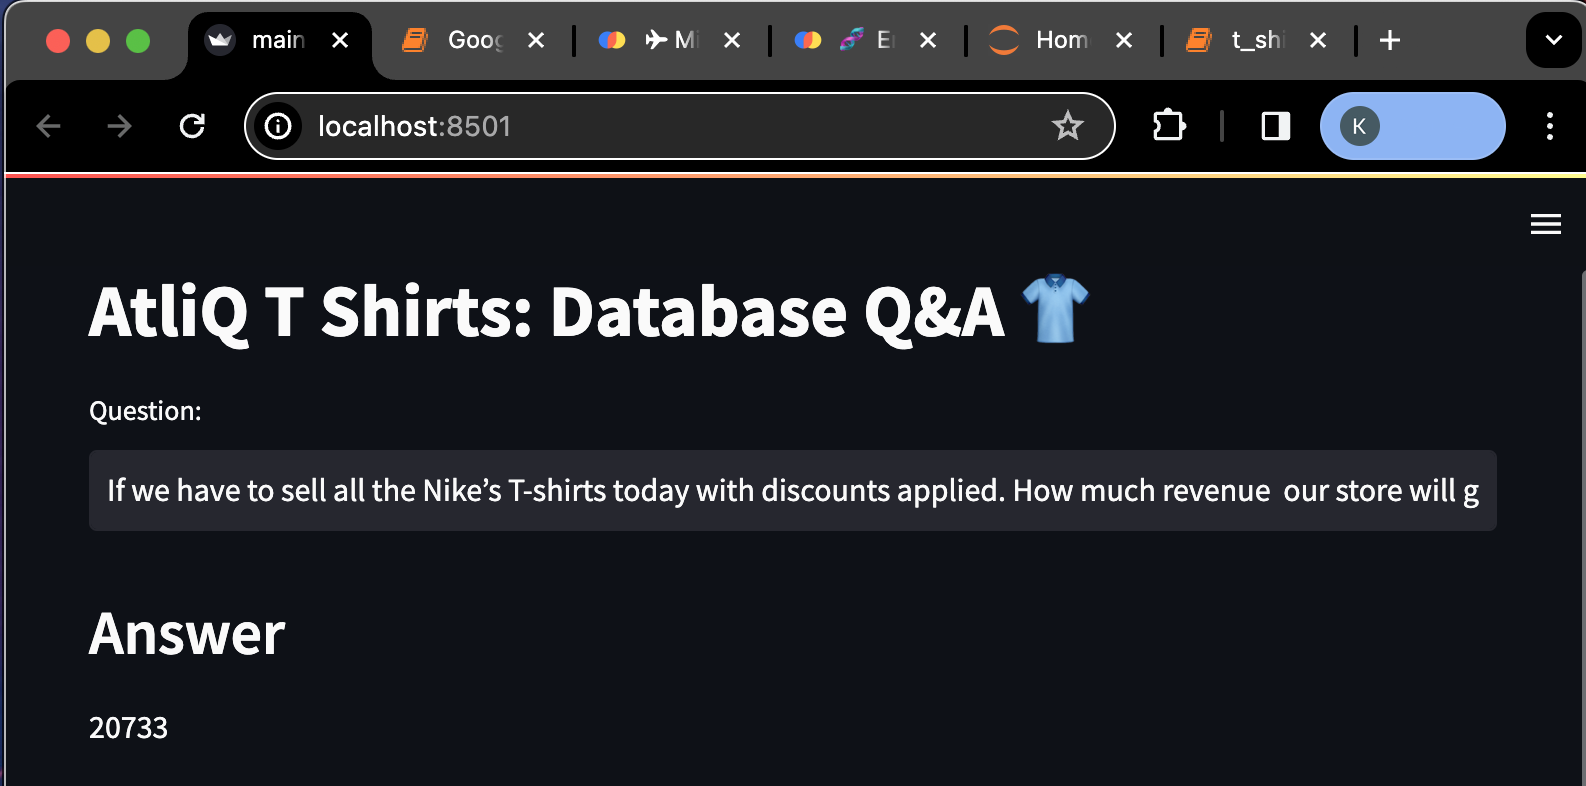 main
Goog
Mi
E
Hom
t_shi
localhost:8501
K
AtliQ T Shirts: Database Q&A
Question:
If we have to sell all the Nike’s T-shirts today with discounts applied. How much revenue  our store will g
Answer
20733